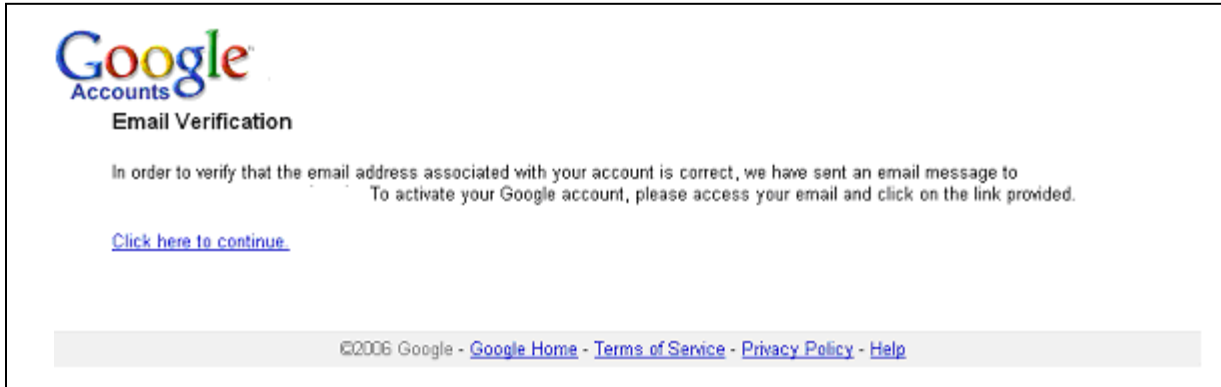 Google™
Accounts
Email Verification
In order to verify that the email address associated with your account is correct, we have sent an email message to
To activate your Google account, please access your email and click on the link provided.
Click here to continue.
©2006 Google - Google Home - Terms of Service - Privacy Policy - Help